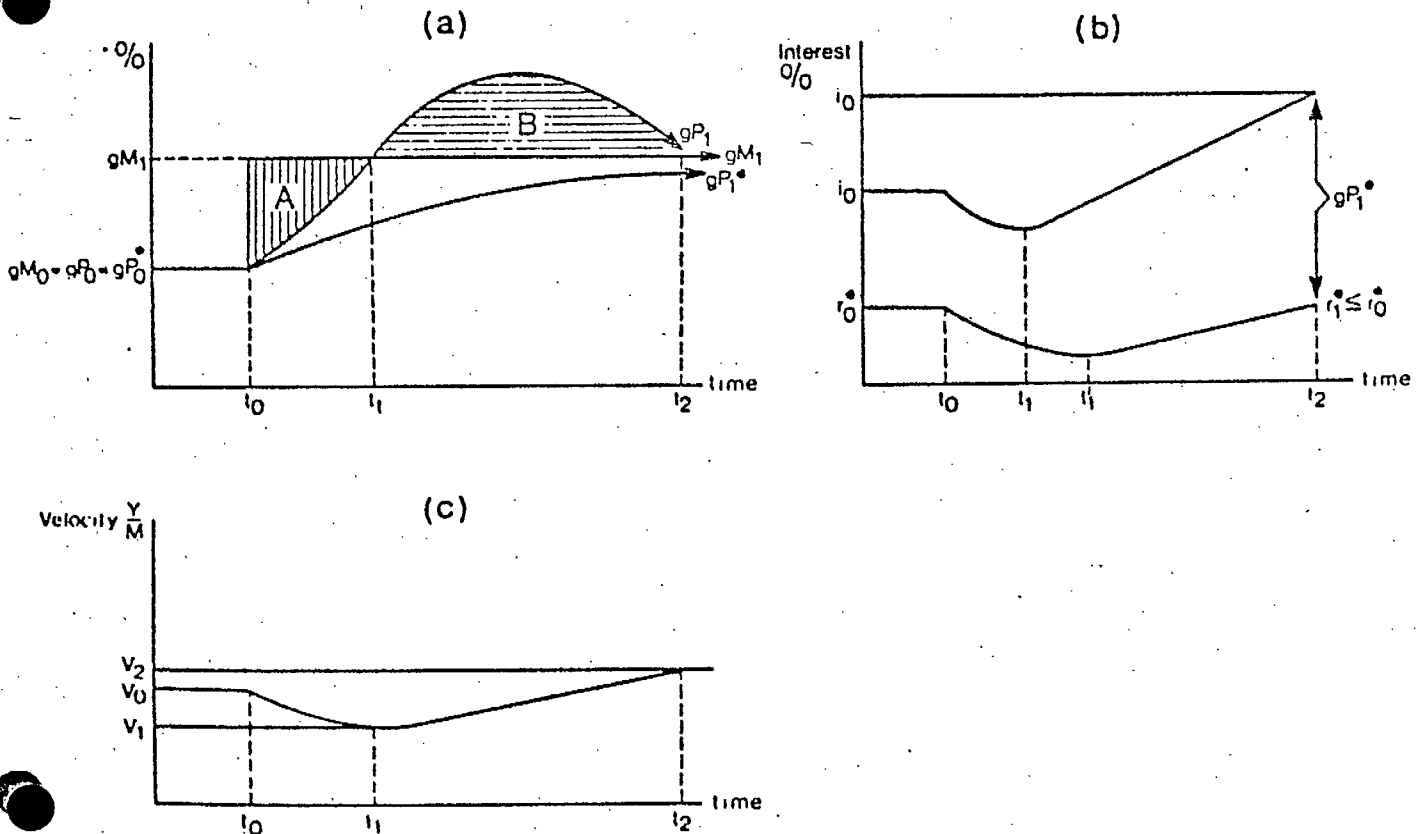 (a)
%
B
gP₁
gM₁
gM₁
A
gP₁*
gM₀=gP₀=gP₀*
time
t₀
t₁
t₂
(b)
Interest
%
i₀
i₀
gP₁*
r₀*
r₁*≤r₀*
time
t₀
t₁
t₁
t₂
(c)
Velocity Y/M
V₂
V₀
V₁
time
t₀
t₁
t₂